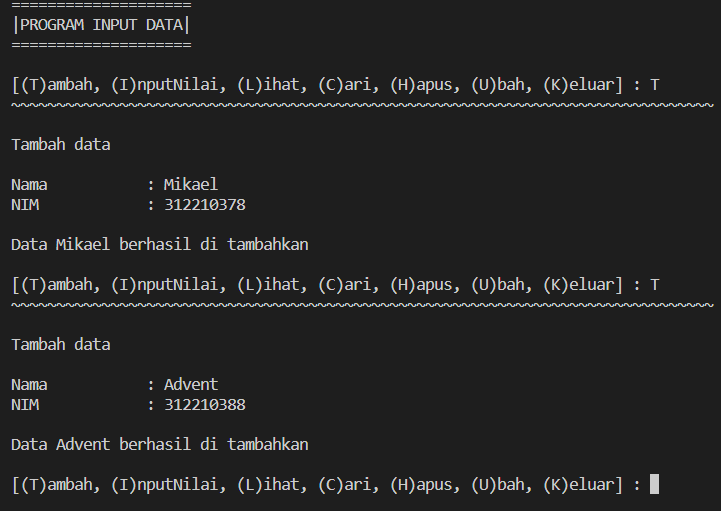 ====================
|PROGRAM INPUT DATA|
====================
[(T)ambah, (I)nputNilai, (L)ihat, (C)ari, (H)apus, (U)bah, (K)eluar] : T
~~~~~~~~~~~~~~~~~~~~~~~~~~~~~~~~~~~~~~~~~~~~~~~~~~~~~~~~~~~~~~~~~~~~~~~~~~~~~~
Tambah data
Nama           : Mikael
NIM            : 312210378
Data Mikael berhasil di tambahkan
[(T)ambah, (I)nputNilai, (L)ihat, (C)ari, (H)apus, (U)bah, (K)eluar] : T
~~~~~~~~~~~~~~~~~~~~~~~~~~~~~~~~~~~~~~~~~~~~~~~~~~~~~~~~~~~~~~~~~~~~~~~~~~~~~~
Tambah data
Nama           : Advent
NIM            : 312210388
Data Advent berhasil di tambahkan
[(T)ambah, (I)nputNilai, (L)ihat, (C)ari, (H)apus, (U)bah, (K)eluar] :